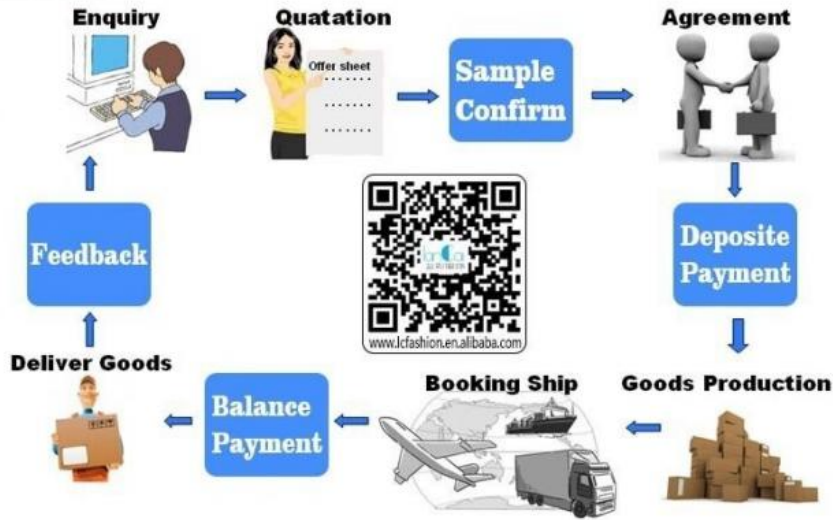 Enquiry
Quatation
Agreement
Offer sheet
Sample
Confirm
Feedback
Deposite
Payment
www.lcfashion.en.alibaba.com
Deliver Goods
Booking Ship
Goods Production
Balance
Payment